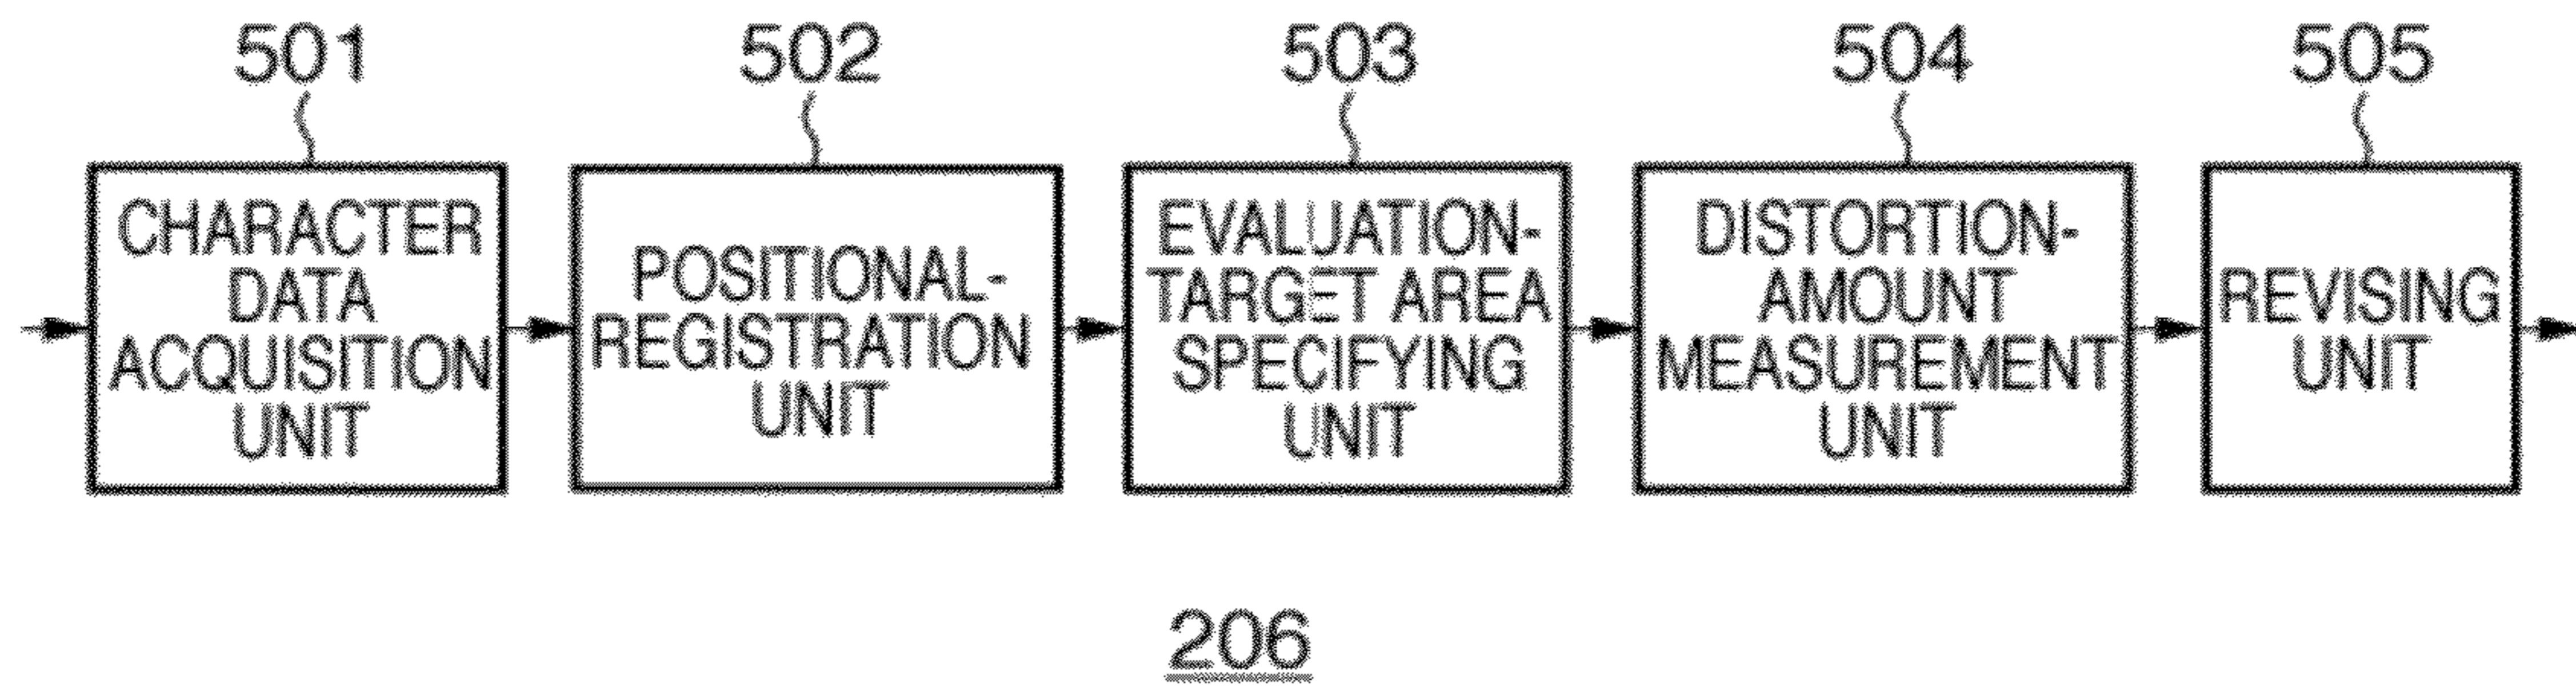 501
502
503
504
505
CHARACTER
DATA
ACQUISITION
UNIT
POSITIONAL-
REGISTRATION
UNIT
EVALUATION-
TARGET AREA
SPECIFYING
UNIT
DISTORTION-
AMOUNT
MEASUREMENT
UNIT
REVISING
UNIT
206